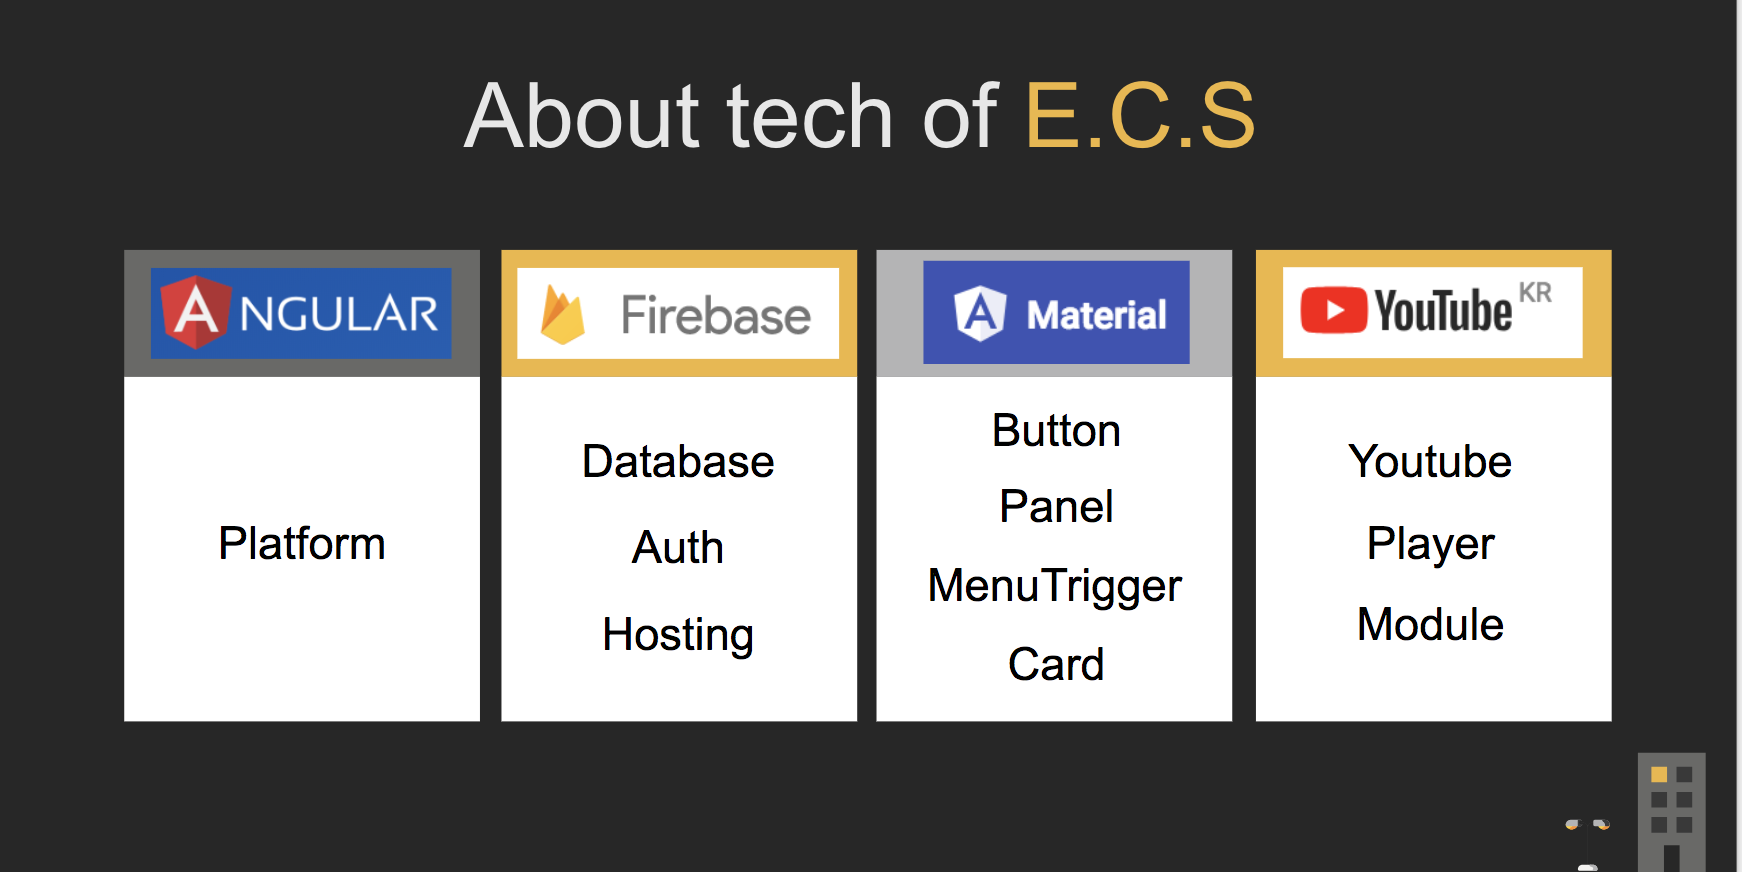 About tech of E.C.S
ANGULAR
Platform
Firebase
Database
Auth
Hosting
A Material
Button
Panel
MenuTrigger
Card
YouTube KR
Youtube
Player
Module